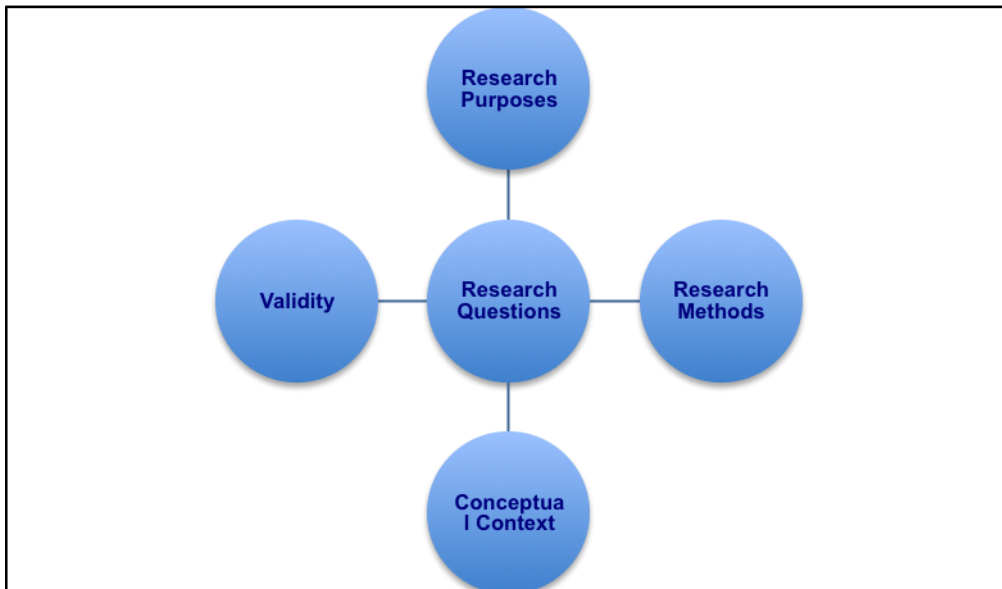 Research
Purposes
Validity
Research
Questions
Research
Methods
Conceptua
l Context